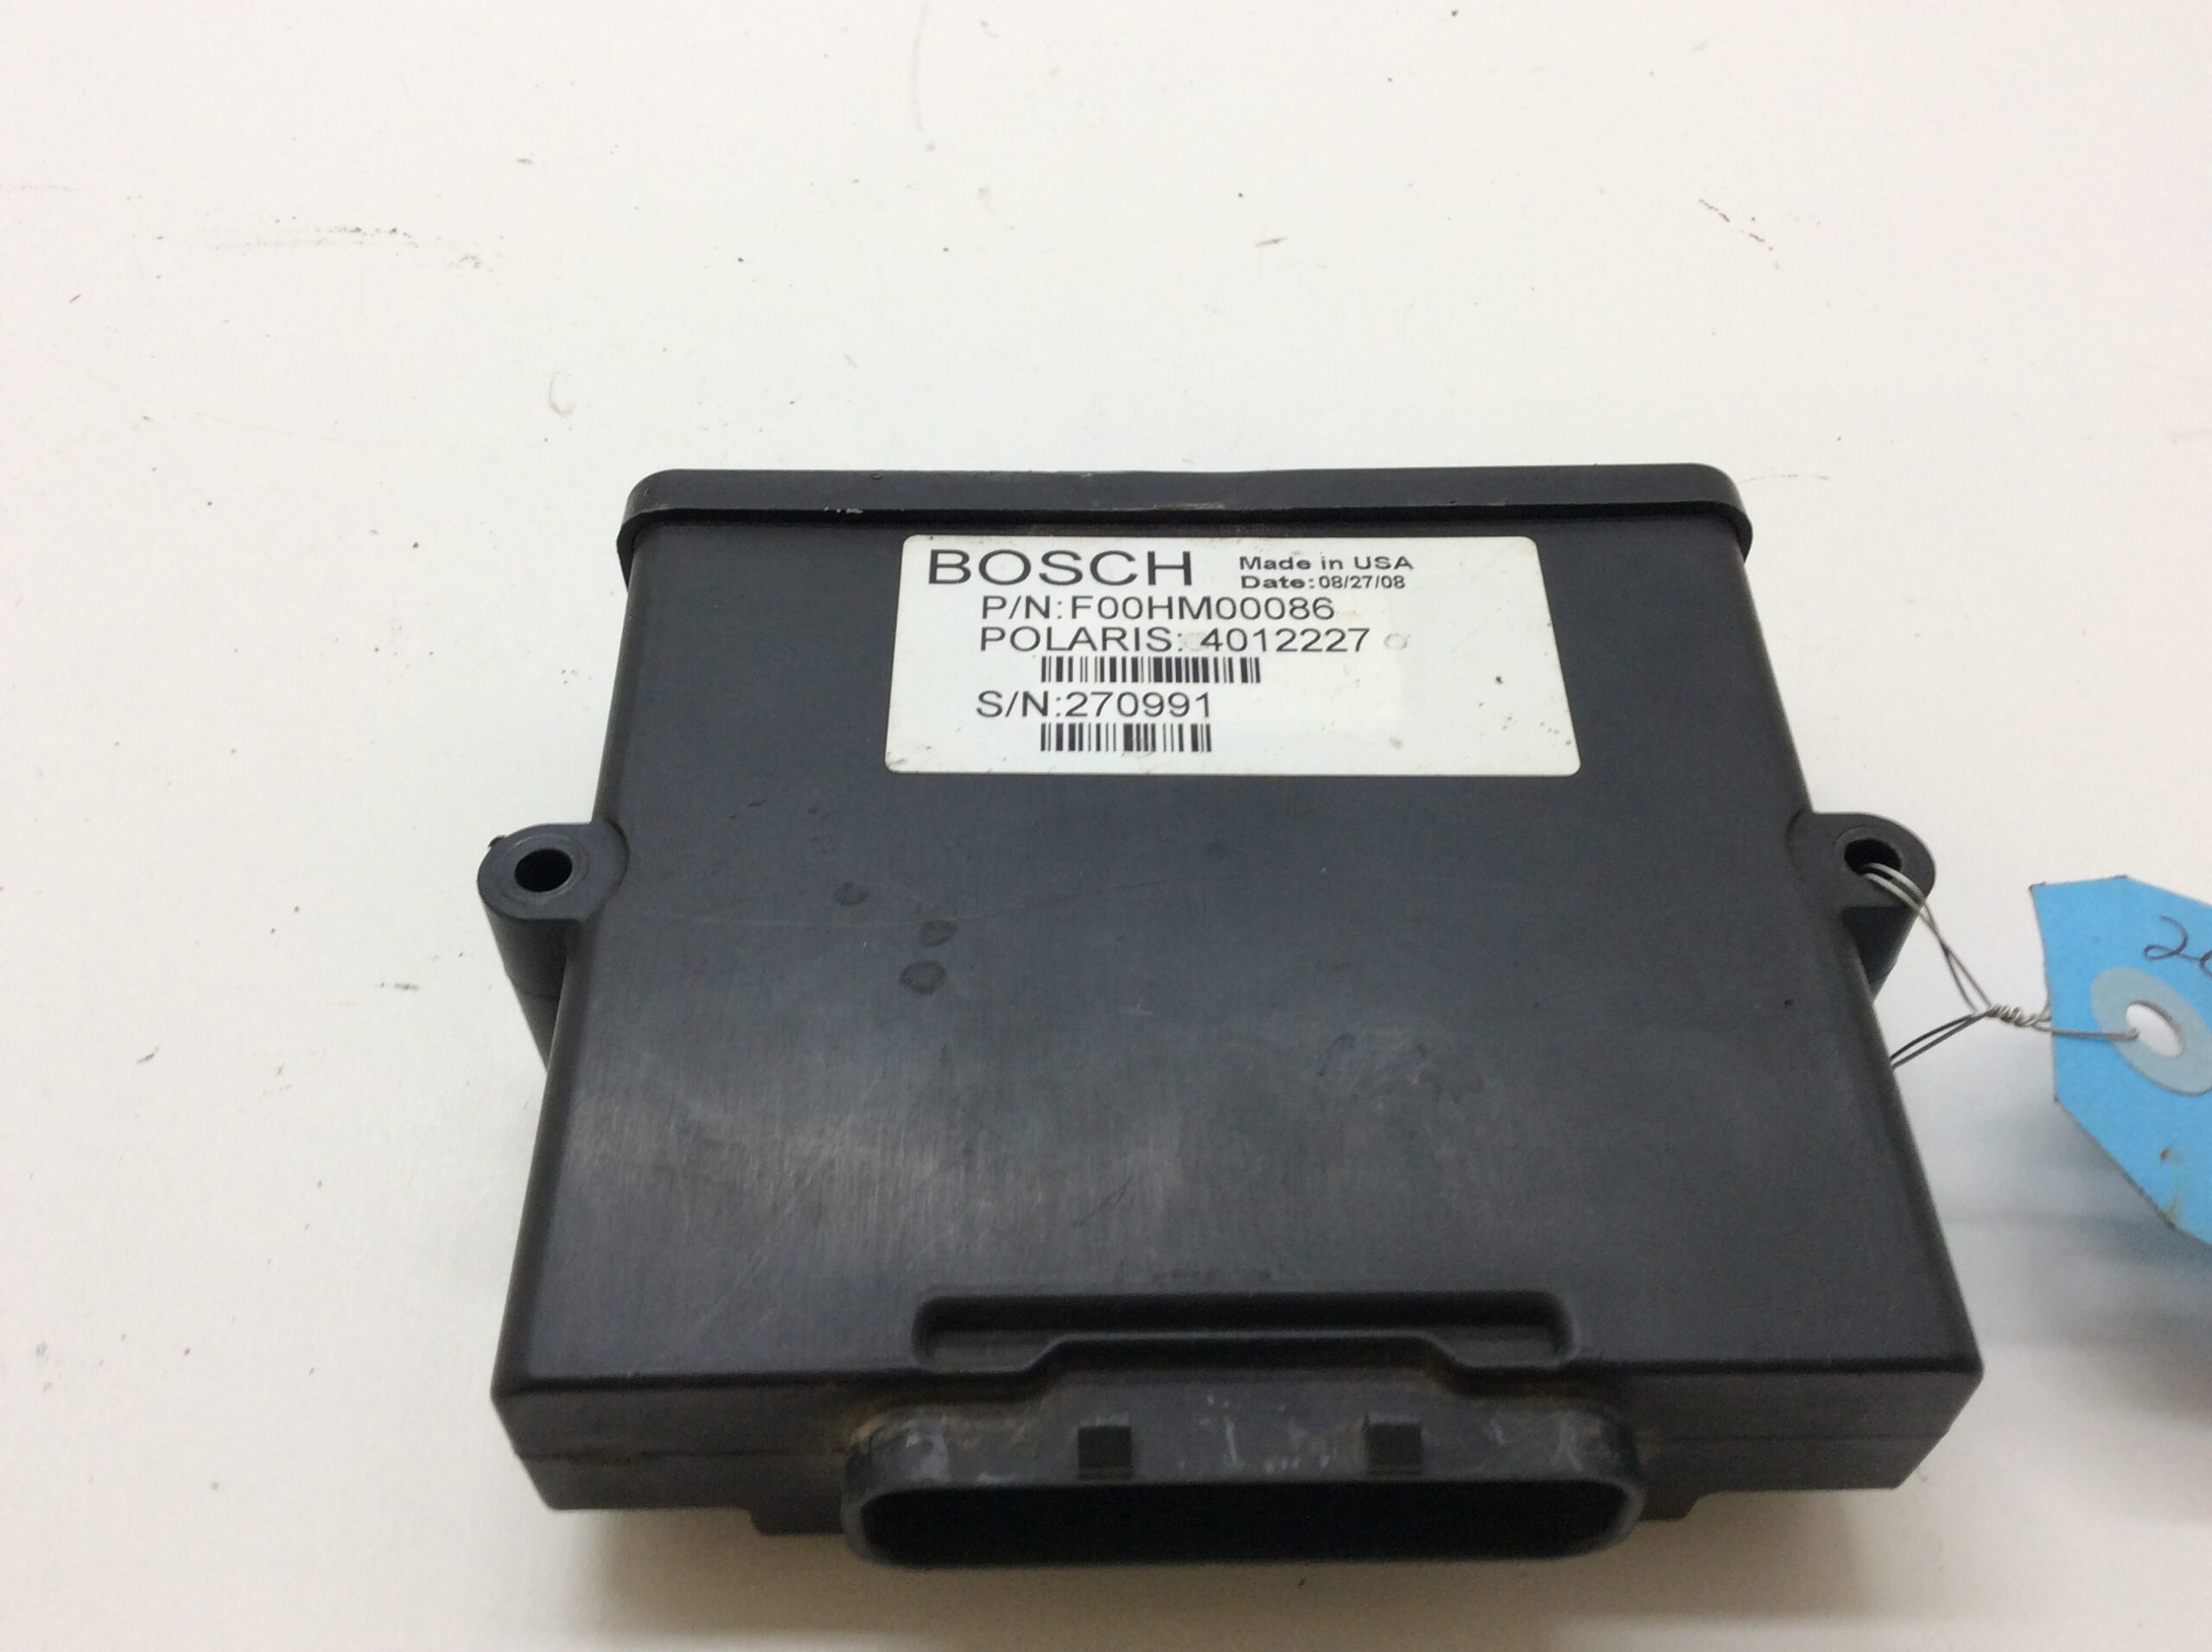 BOSCH Made in USA
Date:08/27/08
P/N:F00HM00086
POLARIS: 4012227
S/N:270991